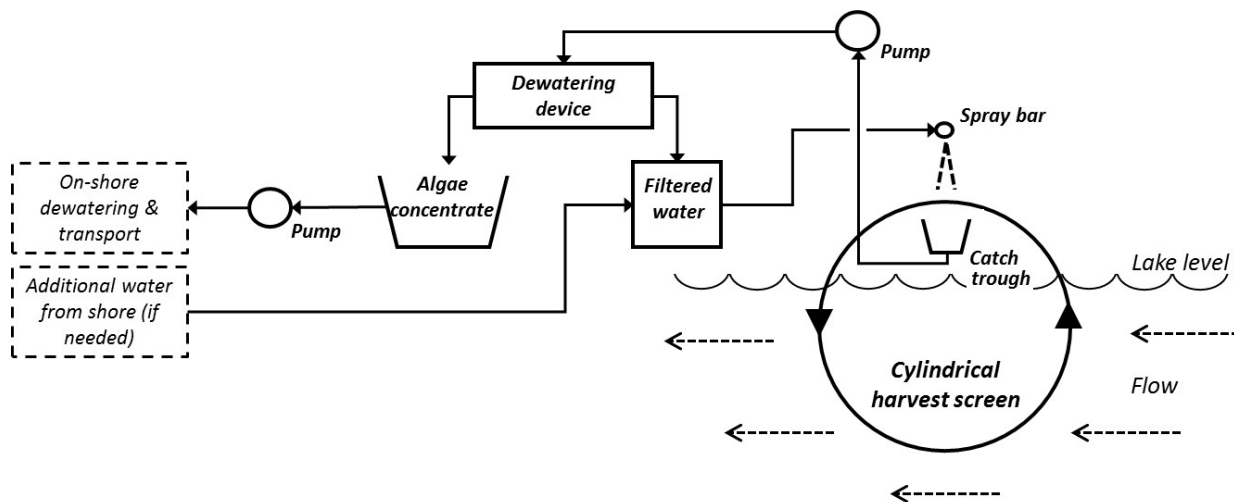 Pump
Dewatering
device
Spray bar
On-shore
dewatering &
transport
Pump
Algae
concentrate
Filtered
water
Catch
trough
Lake level
Additional water
from shore (if
needed)
Cylindrical
harvest screen
Flow